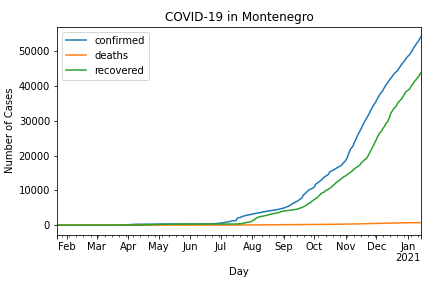 COVID-19 in Montenegro
confirmed
deaths
recovered
Number of Cases
50000
40000
30000
20000
10000
0
Feb Mar Apr May Jun Jul Aug Sep Oct Nov Dec Jan
2021
Day